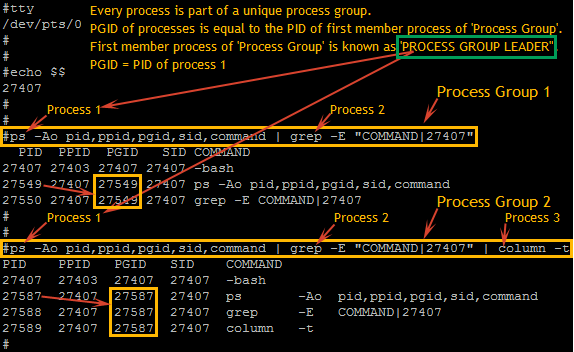 #tty
/dev/pts/0
#
#
#echo $$
27407
#
#
Every process is part of a unique process group.
PGID of processes is equal to the PID of first member process of 'Process Group'.
First member process of 'Process Group' is known as 'PROCESS GROUP LEADER'
PGID = PID of process 1
Process Group 1
Process 1 Process 2
#ps -Ao pid,ppid,pgid,sid,command | grep -E "COMMAND|27407"
PID PPID PGID SID COMMAND
27407 27403 27407 27407 -bash
27549 27407 27549 27407 ps -Ao pid,ppid,pgid,sid,command
27550 27407 27549 27407 grep -E COMMAND|27407
#
#
Process Group 2
Process 1 Process 2 Process 3
#ps -Ao pid,ppid,pgid,sid,command | grep -E "COMMAND|27407" | column -t
PID PPID PGID SID COMMAND
27407 27403 27407 27407 -bash
27587 27407 27587 27407 ps -Ao pid,ppid,pgid,sid,command
27588 27407 27587 27407 grep -E COMMAND|27407
27589 27407 27587 27407 column -t
#